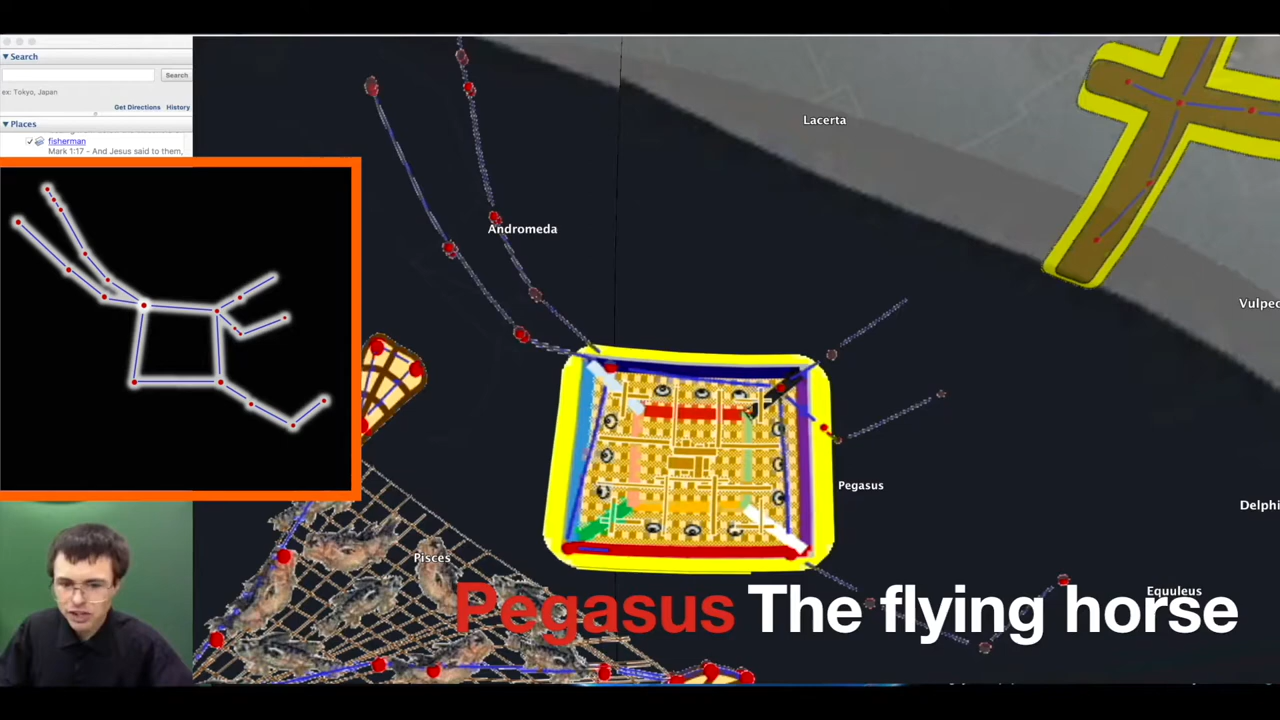 Search
Search
ex: Tokyo, Japan
Get Directions History
Places
fisherman
Mark 1:17 - And Jesus said to them,
Lacerta
Andromeda
Vulpec
Pegasus
Delphi
Pisces
Equuleus
Pegasus The flying horse